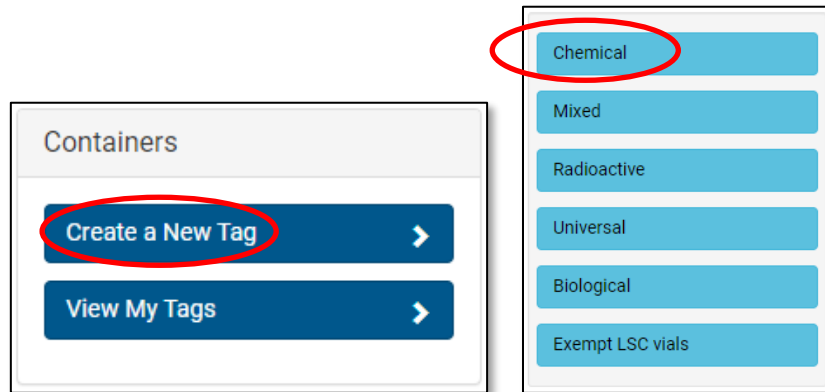 Containers
Create a New Tag
View My Tags
Chemical
Mixed
Radioactive
Universal
Biological
Exempt LSC vials